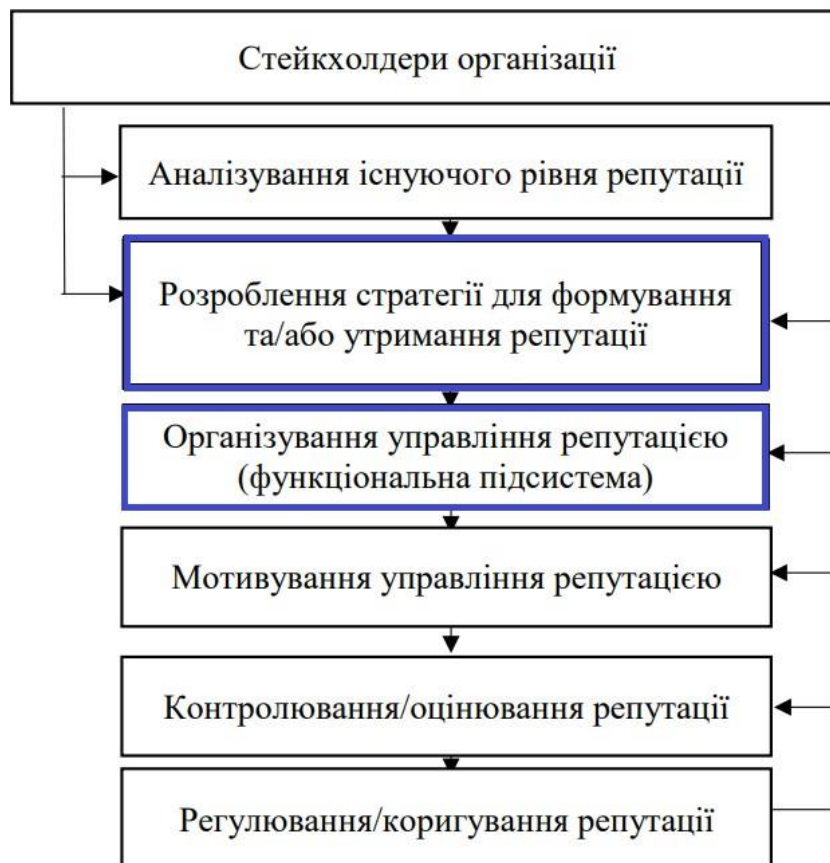 Стейкхолдери організації
Аналізування існуючого рівня репутації
Розроблення стратегії для формування
та/або утримання репутації
Організування управління репутацією
(функціональна підсистема)
Мотивування управління репутацією
Контролювання/оцінювання репутації
Регулювання/коригування репутації